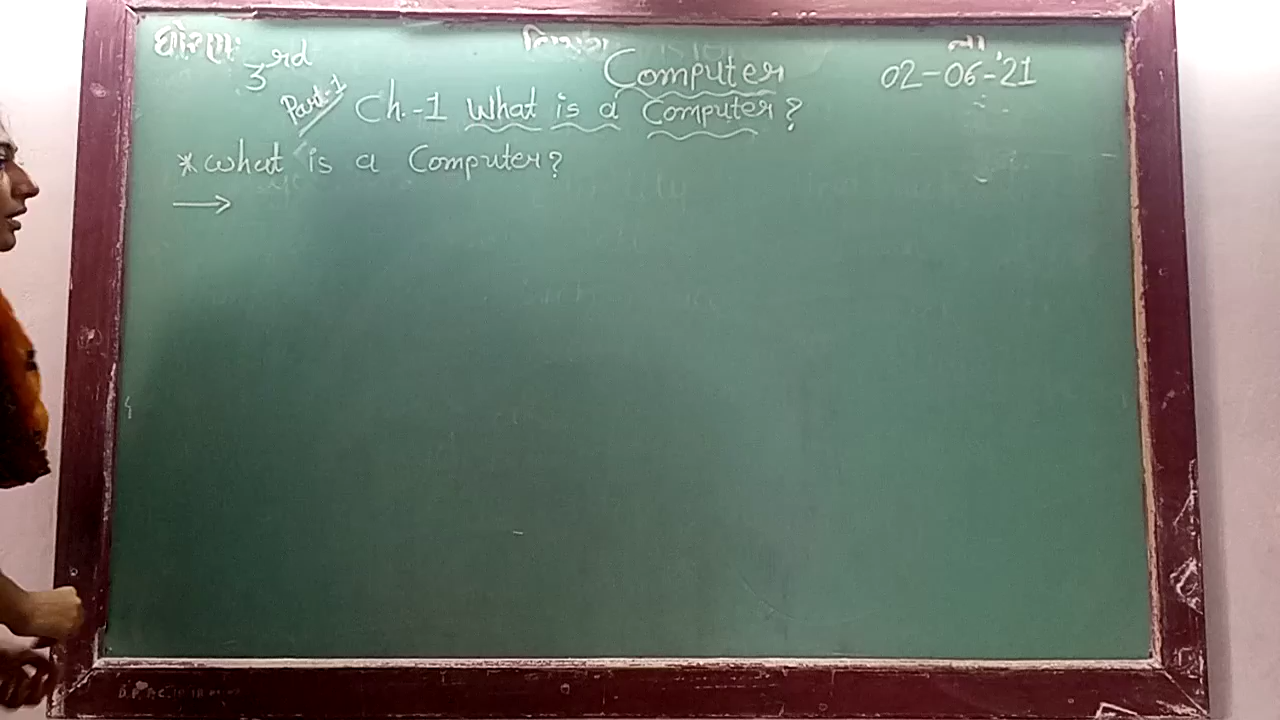 ધોરણ 3rd વિષય Computer તા 02-06-'21
Part-1 Ch.-1 What is a Computer?
* What is a Computer?
→